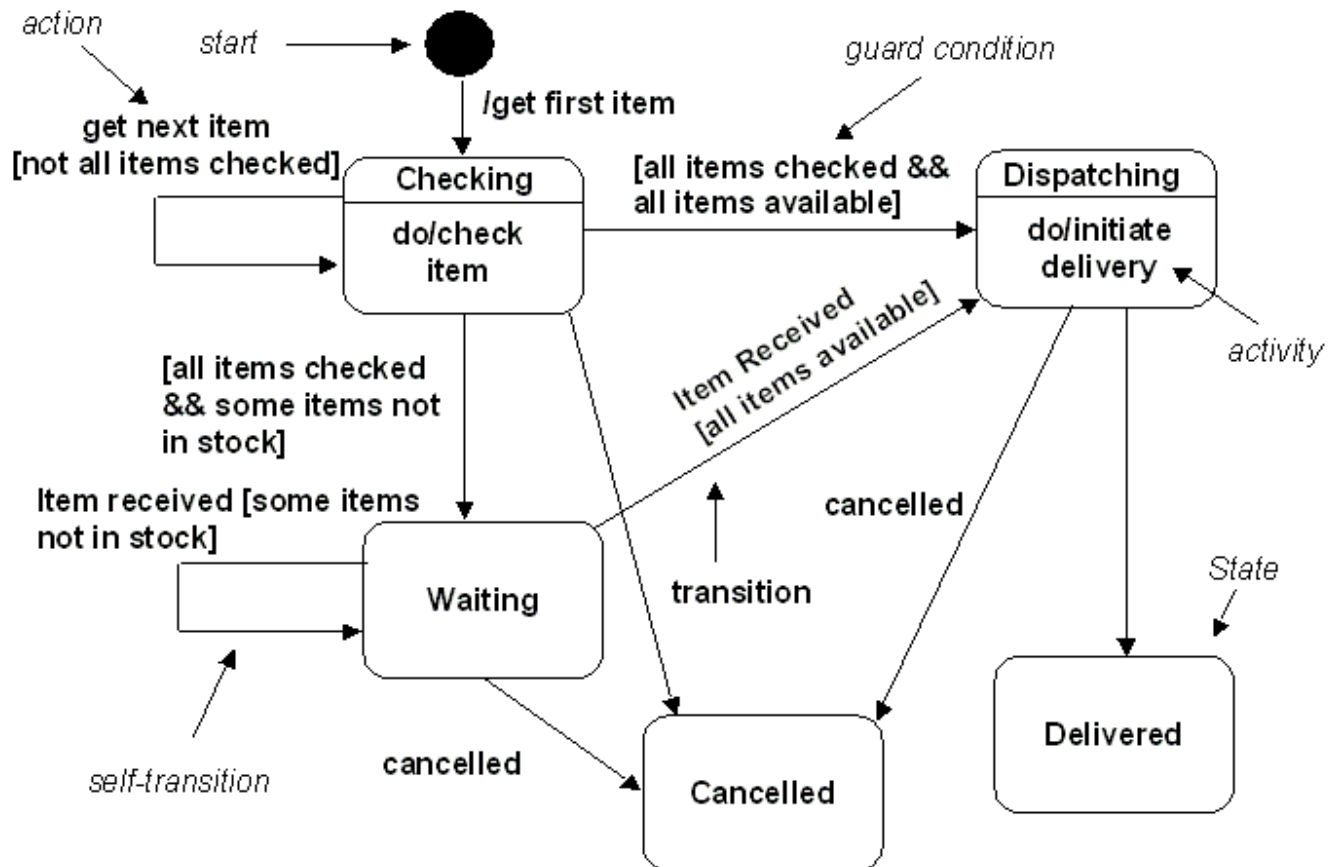 action
start
guard condition
/get first item
get next item
[not all items checked]
Checking
do/check
item
[all items checked &&
all items available]
Dispatching
do/initiate
delivery
activity
[all items checked
&& some items not
in stock]
Item Received
[all items available]
Item received [some items
not in stock]
cancelled
Waiting
transition
State
self-transition
cancelled
Cancelled
Delivered